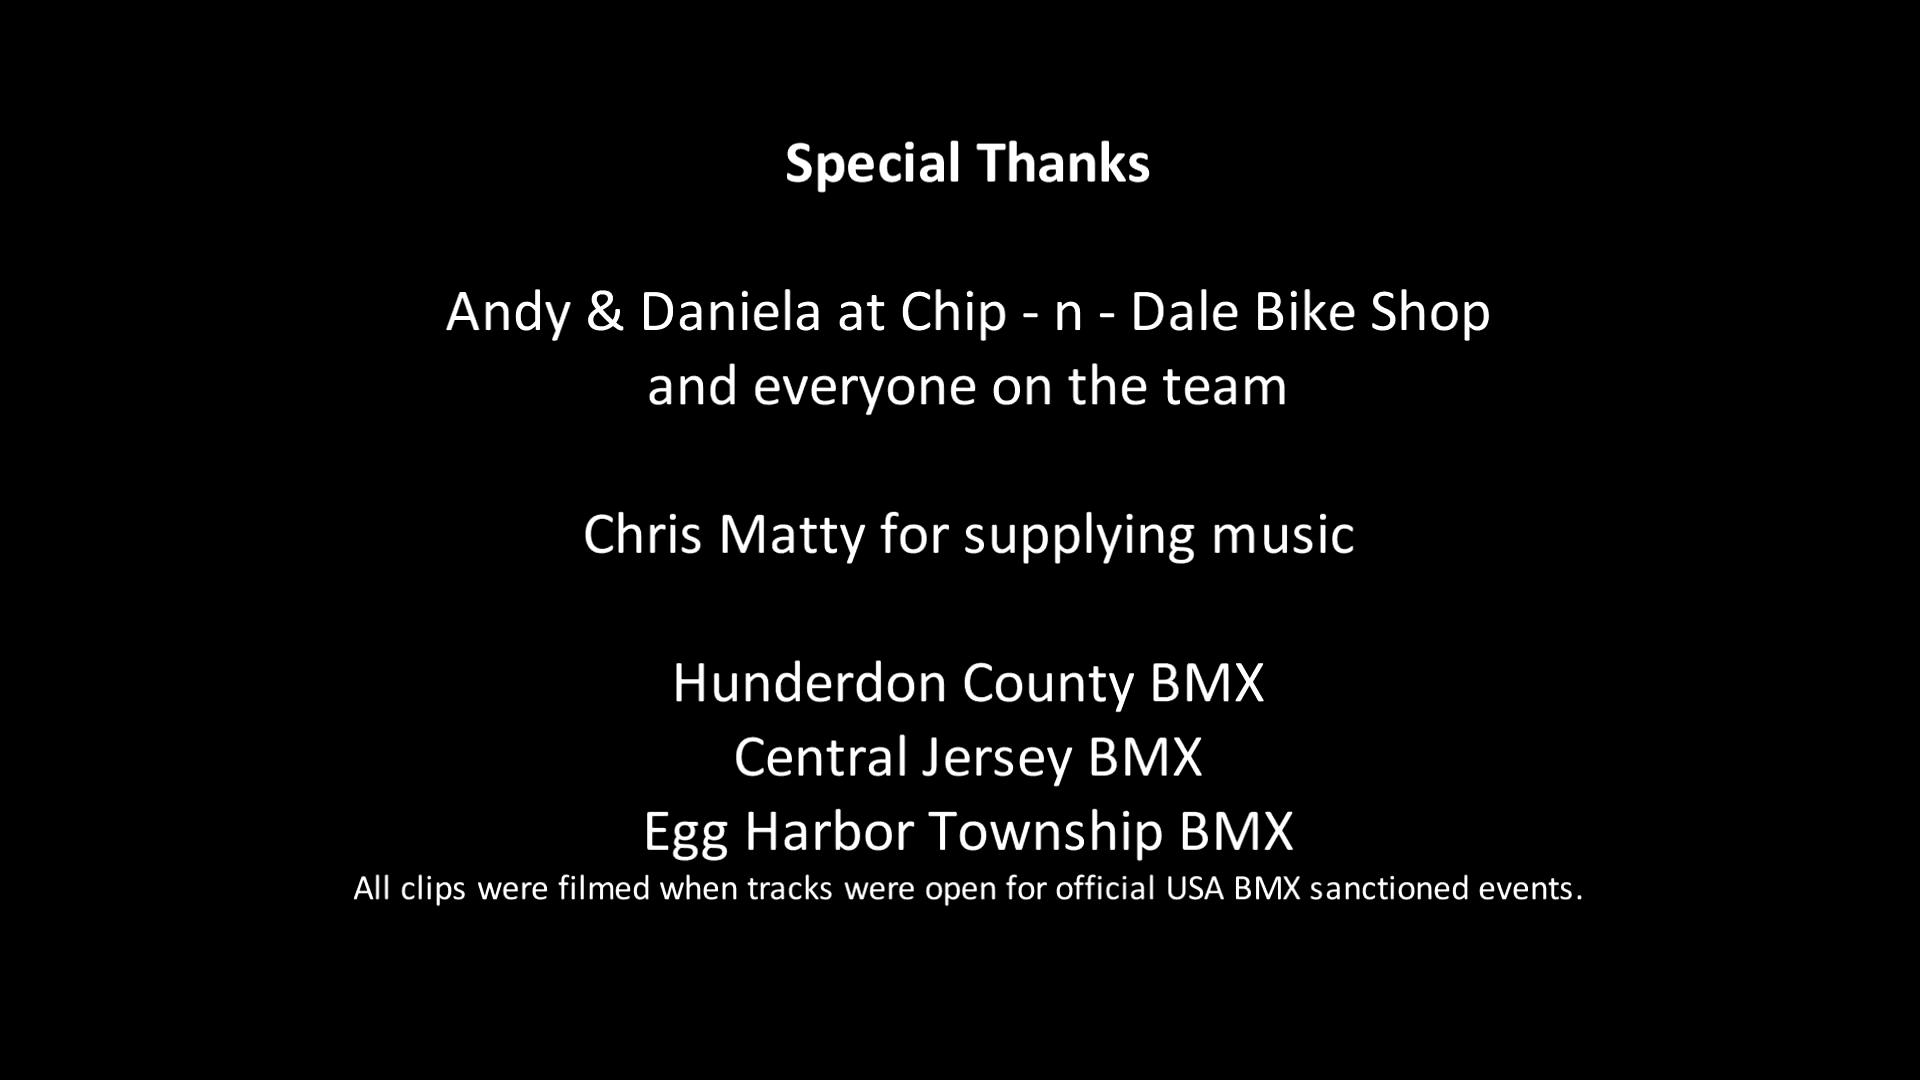 Special Thanks
Andy & Daniela at Chip - n - Dale Bike Shop
and everyone on the team
Chris Matty for supplying music
Hunderdon County BMX
Central Jersey BMX
Egg Harbor Township BMX
All clips were filmed when tracks were open for official USA BMX sanctioned events.